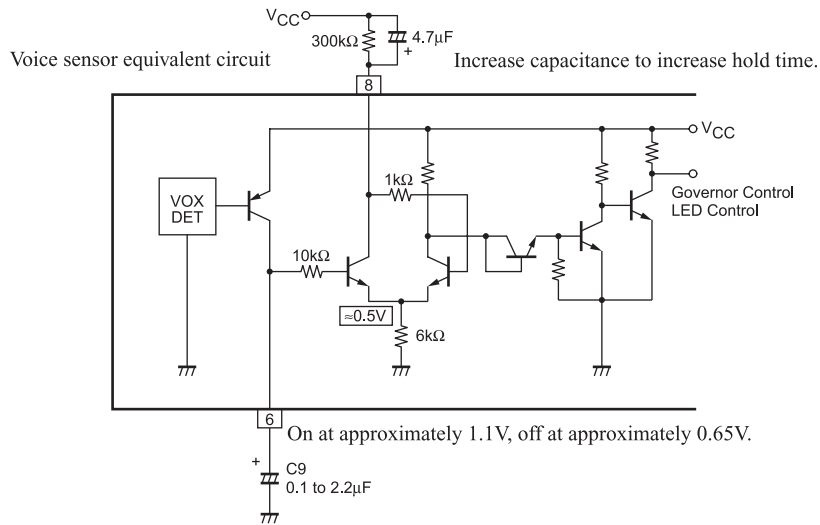 VCC
300kΩ
4.7μF
+
Voice sensor equivalent circuit
Increase capacitance to increase hold time.
8
VCC
1kΩ
VOX
DET
Governor Control
LED Control
10kΩ
≈0.5V
6kΩ
6
On at approximately 1.1V, off at approximately 0.65V.
+
C9
0.1 to 2.2μF